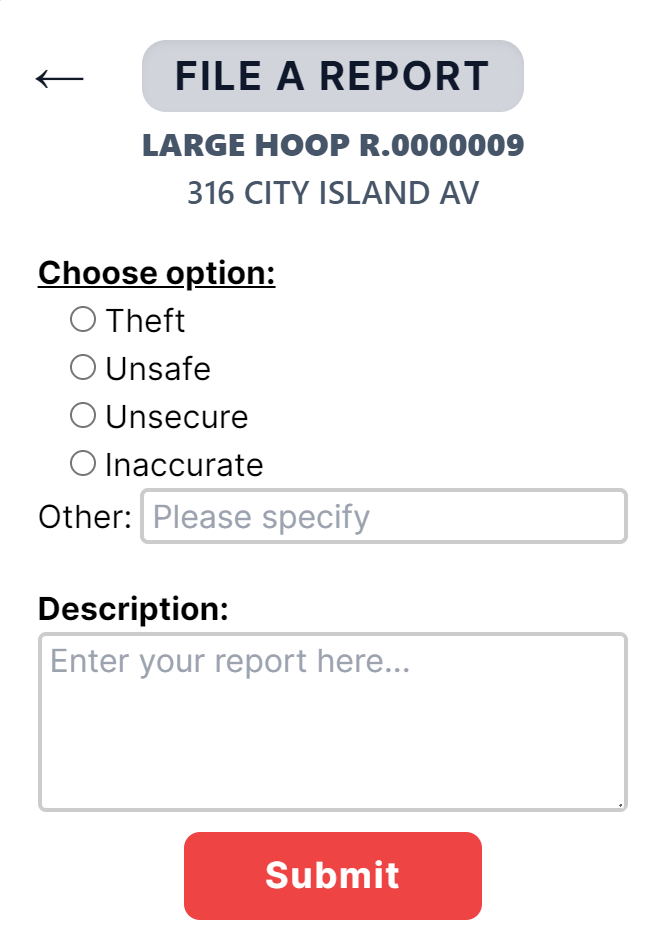 FILE A REPORT
LARGE HOOP R.0000009
316 CITY ISLAND AV
Choose option:
Theft
Unsafe
Unsecure
Inaccurate
Other: Please specify
Description:
Enter your report here...
Submit